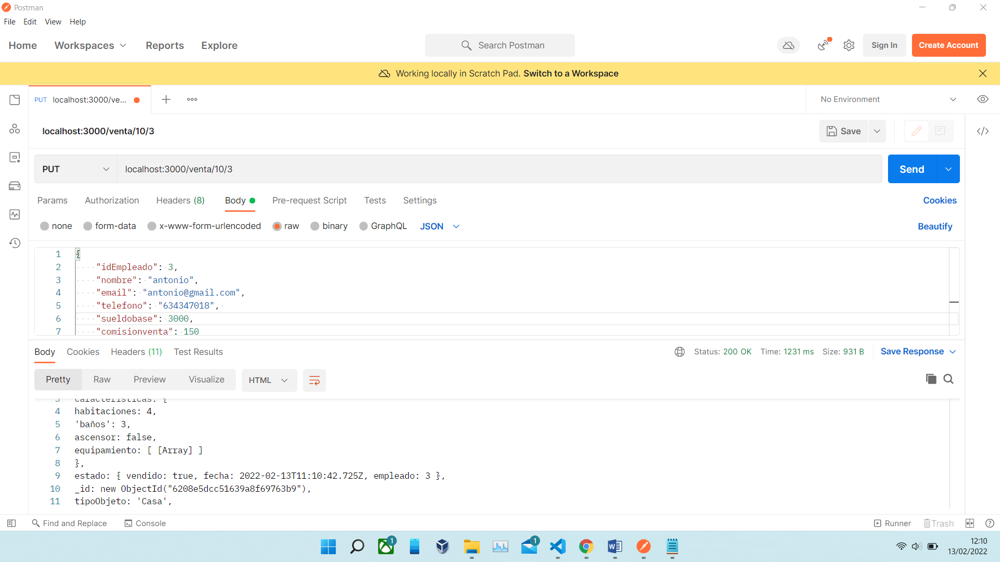 Postman
File Edit View Help
Home Workspaces Reports Explore Search Postman Sign In Create Account
Working locally in Scratch Pad. Switch to a Workspace
PUT localhost:3000/ve... No Environment
localhost:3000/venta/10/3 Save
PUT localhost:3000/venta/10/3 Send
Params Authorization Headers (8) Body Pre-request Script Tests Settings Cookies
none form-data x-www-form-urlencoded raw binary GraphQL JSON Beautify
1 {
2 "idEmpleado": 3,
3 "nombre": "antonio",
4 "email": "antonio@gmail.com",
5 "telefono": "634347018",
6 "sueldobase": 3000,
7 "comisionventa": 150
Body Cookies Headers (11) Test Results Status: 200 OK Time: 1231 ms Size: 931 B Save Response
Pretty Raw Preview Visualize HTML
3 caracteristicas: {
4 habitaciones: 4,
5 'baños': 3,
6 ascensor: false,
7 equipamiento: [ [Array] ]
8 },
9 estado: { vendido: true, fecha: 2022-02-13T11:10:42.725Z, empleado: 3 },
10 _id: new ObjectId("6208e5dcc51639a8f69763b9"),
11 tipoObjeto: 'Casa',
Find and Replace Console Runner Trash
1 1 12:10
13/02/2022